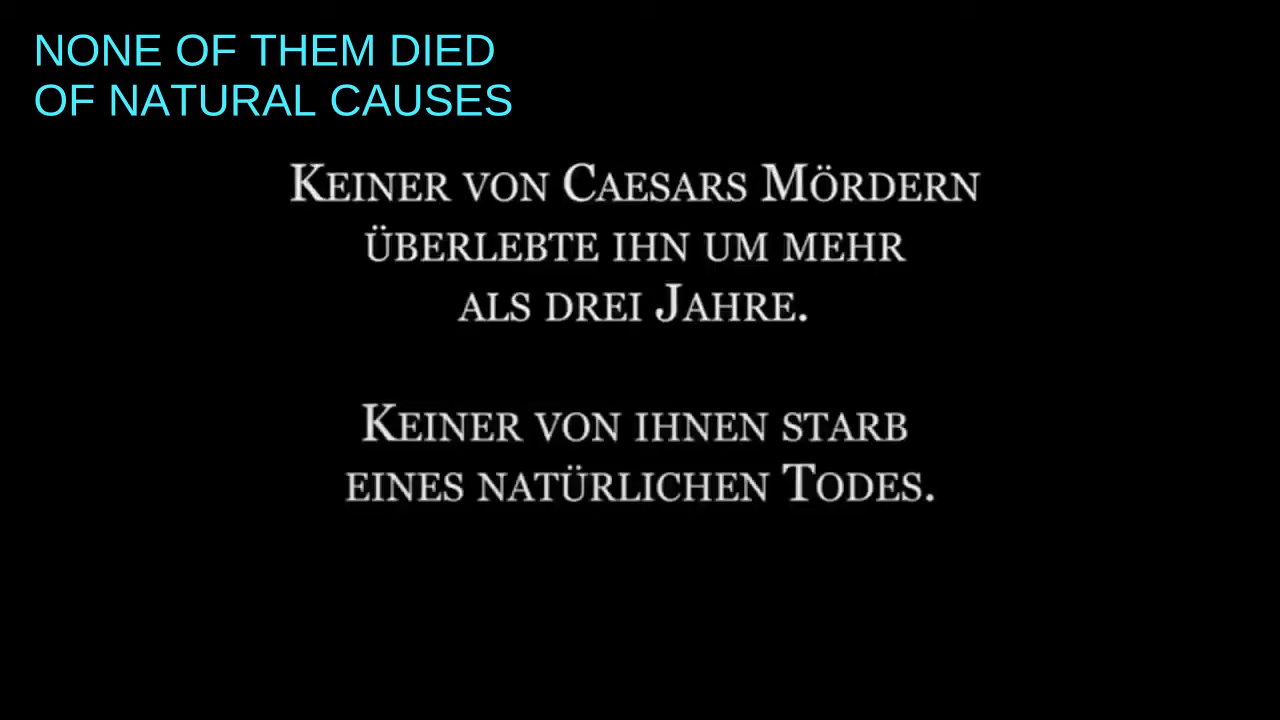 NONE OF THEM DIED
OF NATURAL CAUSES
KEINER VON CAESARS MÖRDERN
ÜBERLEBTE IHN UM MEHR
ALS DREI JAHRE.
KEINER VON IHNEN STARB
EINES NATÜRLICHEN TODES.